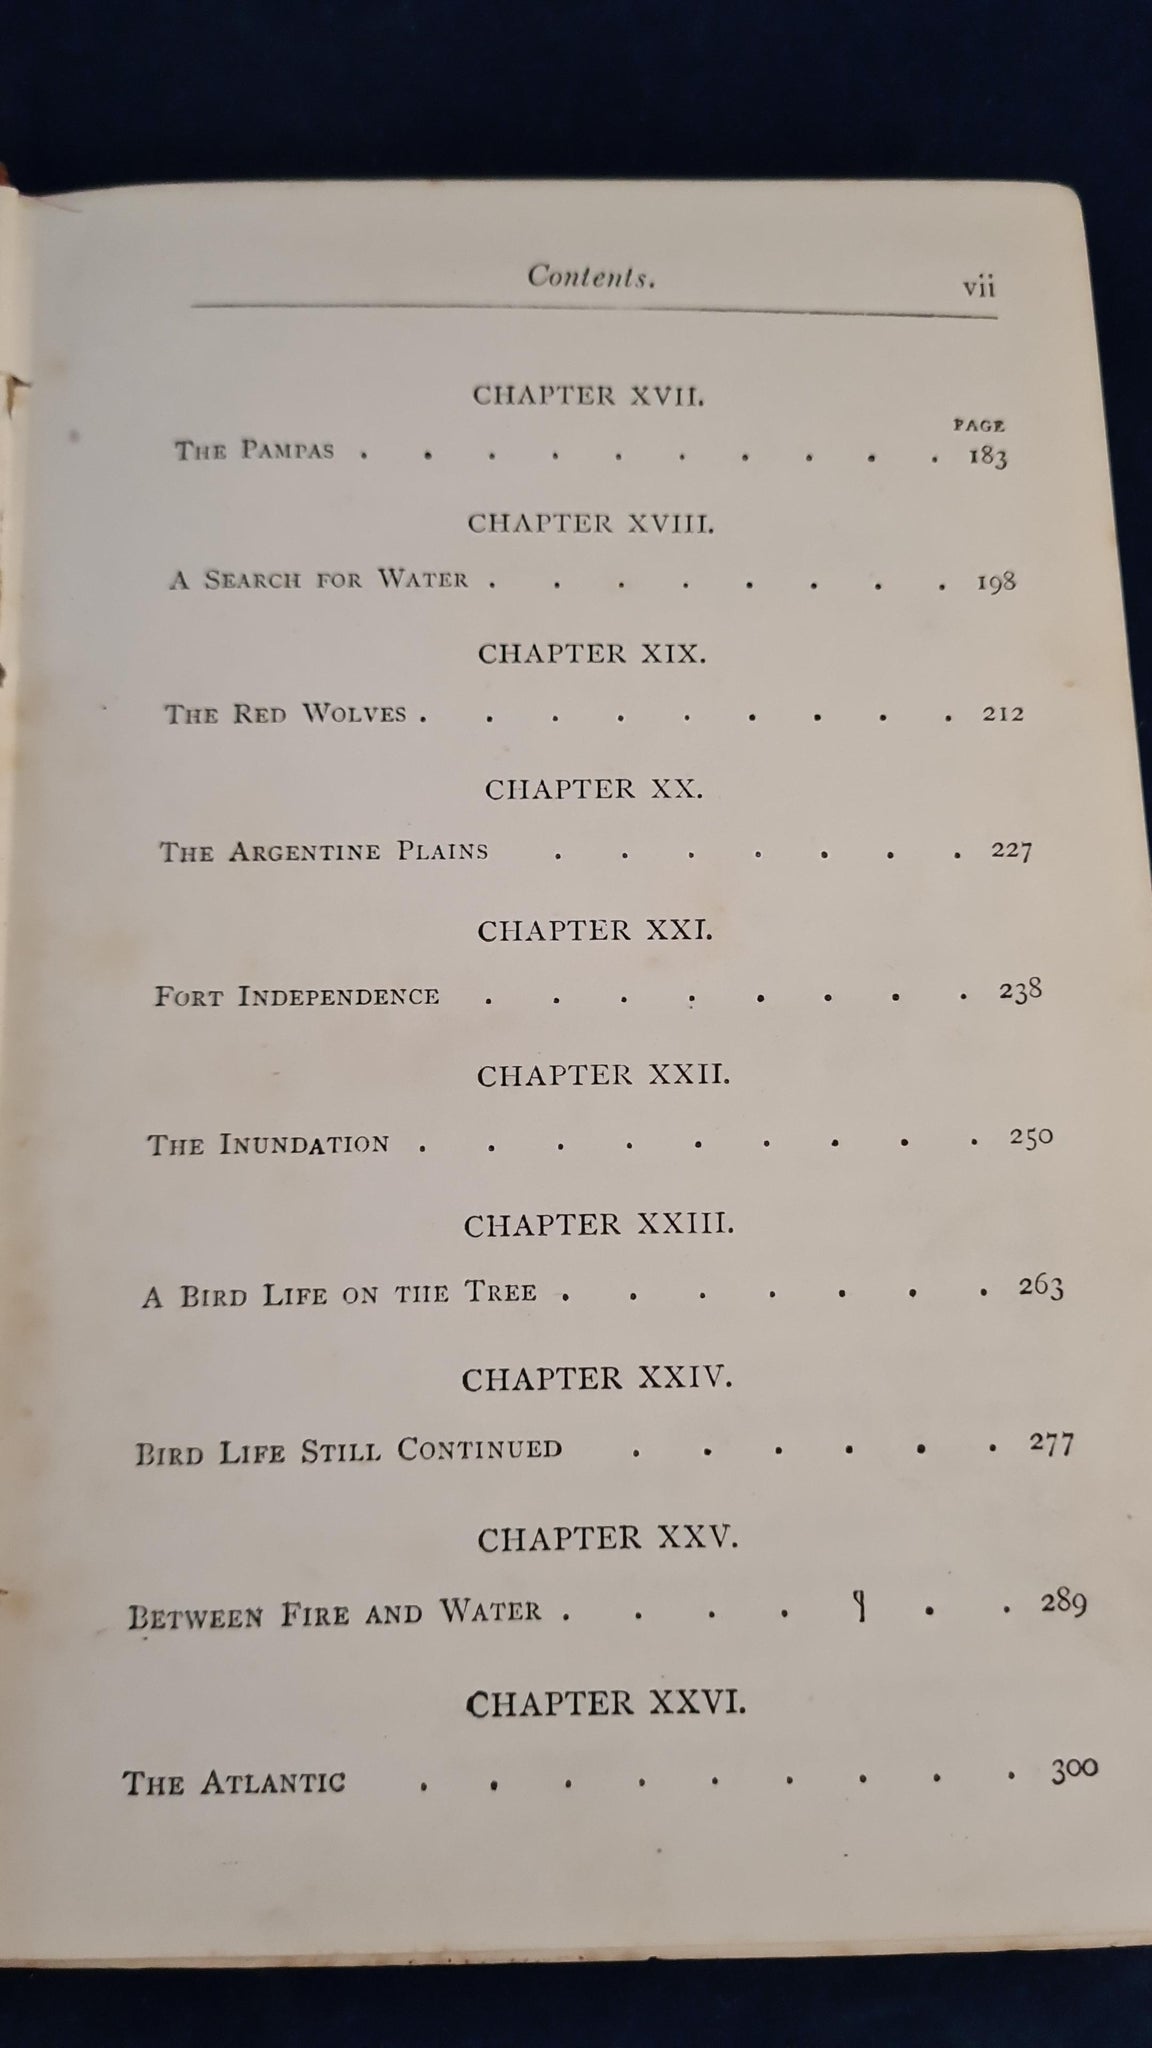 Contents. vii
CHAPTER XVII.
PAGE
THE PAMPAS . . . . . . . . . . 183
CHAPTER XVIII.
A SEARCH FOR WATER . . . . . . . . 198
CHAPTER XIX.
THE RED WOLVES . . . . . . . . . 212
CHAPTER XX.
THE ARGENTINE PLAINS . . . . . . . 227
CHAPTER XXI.
FORT INDEPENDENCE . . . . . . . . 238
CHAPTER XXII.
THE INUNDATION . . . . . . . . . 250
CHAPTER XXIII.
A BIRD LIFE ON THE TREE . . . . . . . 263
CHAPTER XXIV.
BIRD LIFE STILL CONTINUED . . . . . . 277
CHAPTER XXV.
BETWEEN FIRE AND WATER . . . . . . 289
CHAPTER XXVI.
THE ATLANTIC . . . . . . . . . 300